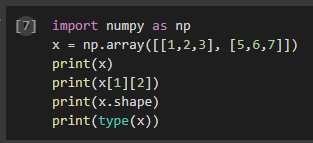 [7] import numpy as np
x = np.array([[1,2,3], [5,6,7]])
print(x)
print(x[1][2])
print(x.shape)
print(type(x))